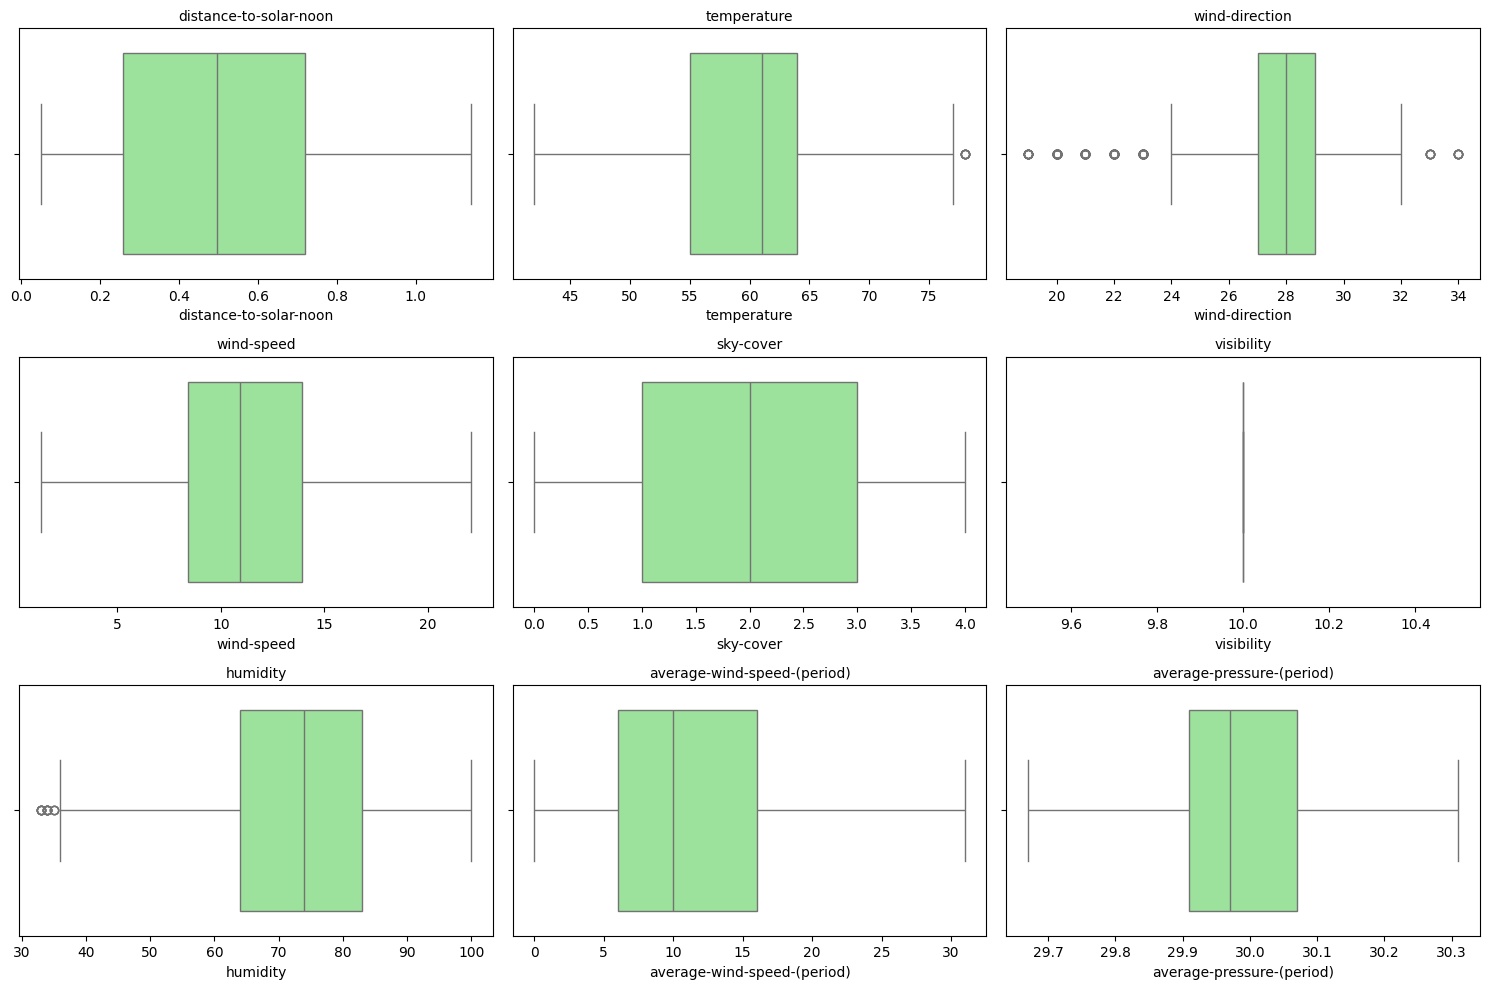 distance-to-solar-noon
temperature
wind-direction
0.0 0.2 0.4 0.6 0.8 1.0
45 50 55 60 65 70 75
20 22 24 26 28 30 32 34
distance-to-solar-noon
temperature
wind-direction
wind-speed
sky-cover
visibility
5 10 15 20
0.0 0.5 1.0 1.5 2.0 2.5 3.0 3.5 4.0
9.6 9.8 10.0 10.2 10.4
wind-speed
sky-cover
visibility
humidity
average-wind-speed-(period)
average-pressure-(period)
30 40 50 60 70 80 90 100
0 5 10 15 20 25 30
29.7 29.8 29.9 30.0 30.1 30.2 30.3
humidity
average-wind-speed-(period)
average-pressure-(period)